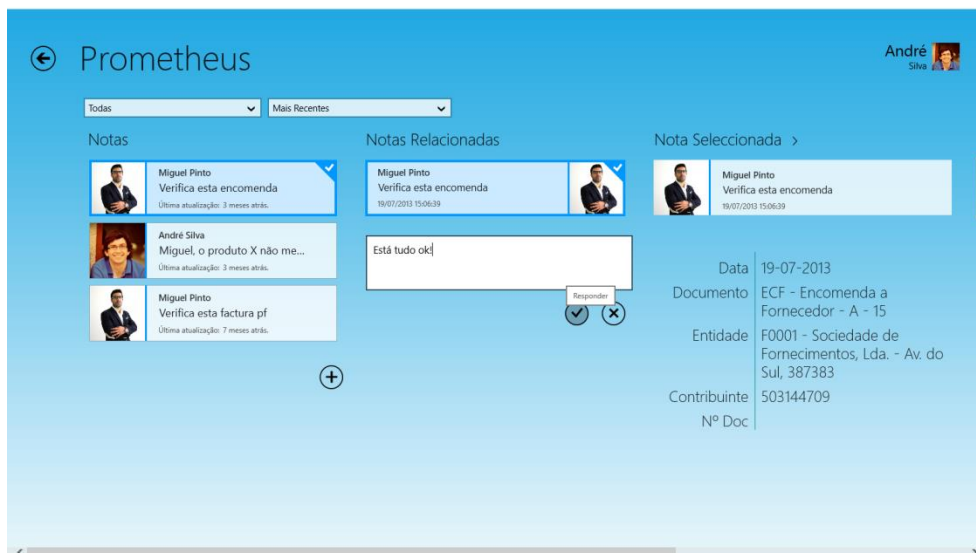 Prometheus
André
Silva
Todas
Mais Recentes
Notas
Miguel Pinto
Verifica esta encomenda
Última atualização: 3 meses atrás.
André Silva
Miguel, o produto X não me...
Última atualização: 3 meses atrás.
Miguel Pinto
Verifica esta factura pf
Última atualização: 7 meses atrás.
Notas Relacionadas
Miguel Pinto
Verifica esta encomenda
19/07/2013 15:06:39
Está tudo ok!
Responder
Nota Seleccionada >
Miguel Pinto
Verifica esta encomenda
19/07/2013 15:06:39
Data 19-07-2013
Documento ECF - Encomenda a
Fornecedor - A - 15
Entidade F0001 - Sociedade de
Fornecimentos, Lda. - Av. do
Sul, 387383
Contribuinte 503144709
Nº Doc